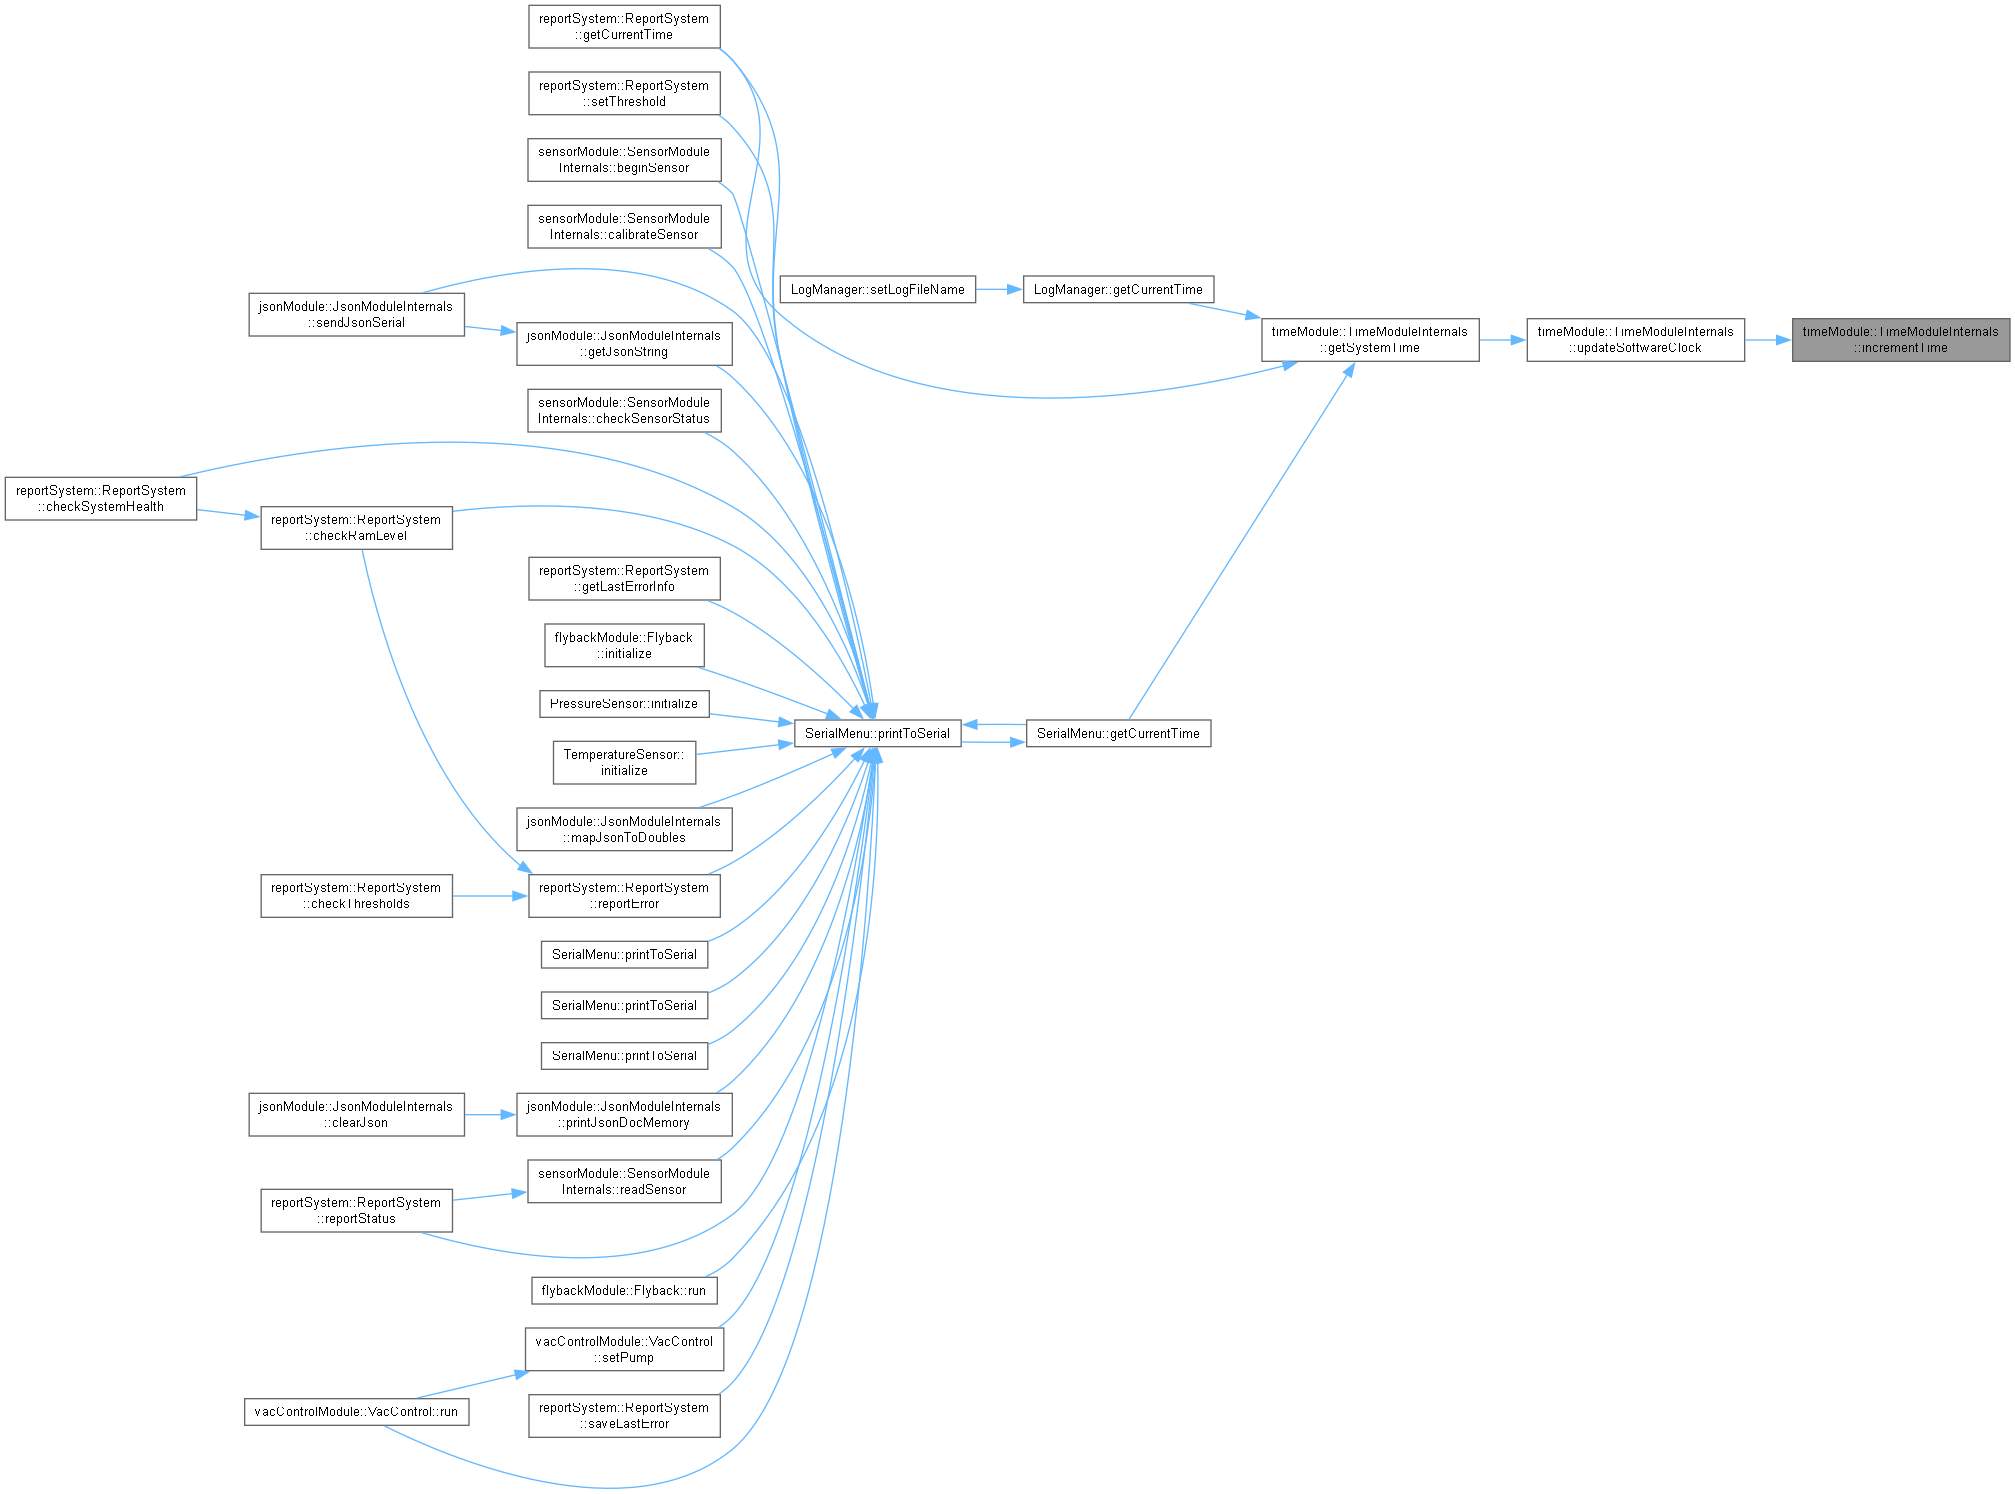 reportSystem::ReportSystem
::getCurrentTime
reportSystem::ReportSystem
::setThreshold
sensorModule::SensorModule
Internals::beginSensor
sensorModule::SensorModule
Internals::calibrateSensor
jsonModule::JsonModuleInternals
::sendJsonSerial
jsonModule::JsonModuleInternals
::getJsonString
LogManager::setLogFileName
LogManager::getCurrentTime
timeModule::TimeModuleInternals
::getSystemTime
timeModule::TimeModuleInternals
::updateSoftwareClock
timeModule::TimeModuleInternals
::incrementTime
sensorModule::SensorModule
Internals::checkSensorStatus
reportSystem::ReportSystem
::checkSystemHealth
reportSystem::ReportSystem
::checkRamLevel
reportSystem::ReportSystem
::getLastErrorInfo
flybackModule::Flyback
::initialize
PressureSensor::initialize
SerialMenu::printToSerial
SerialMenu::getCurrentTime
TemperatureSensor::
initialize
jsonModule::JsonModuleInternals
::mapJsonToDoubles
reportSystem::ReportSystem
::checkThresholds
reportSystem::ReportSystem
::reportError
SerialMenu::printToSerial
SerialMenu::printToSerial
SerialMenu::printToSerial
jsonModule::JsonModuleInternals
::clearJson
jsonModule::JsonModuleInternals
::printJsonDocMemory
sensorModule::SensorModule
Internals::readSensor
reportSystem::ReportSystem
::reportStatus
flybackModule::Flyback::run
vacControlModule::VacControl
::setPump
vacControlModule::VacControl::run
reportSystem::ReportSystem
::saveLastError